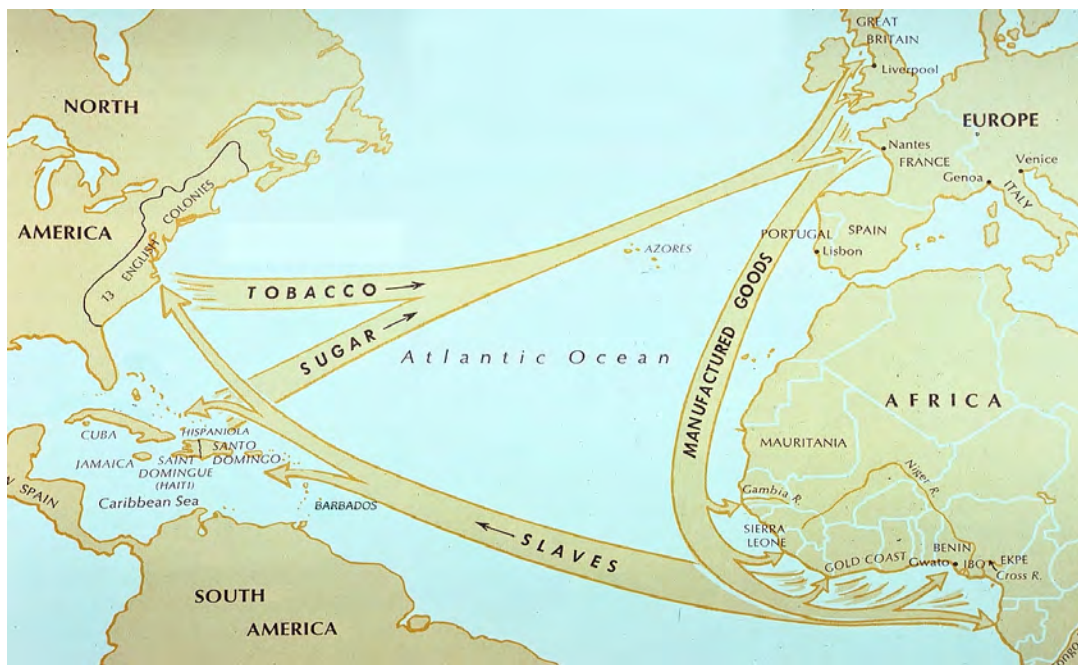 GREAT
BRITAIN
Liverpool
NORTH
EUROPE
Nantes
FRANCE
Venice
Genoa
ITALY
13 ENGLISH COLONIES
AMERICA
PORTUGAL
SPAIN
Lisbon
AZORES
TOBACCO
SUGAR
MANUFACTURED GOODS
Atlantic Ocean
AFRICA
CUBA
HISPANIOLA
SANTO
DOMINGO
JAMAICA
SAINT
DOMINGUE
(HAITI)
MAURITANIA
Niger R.
Gambia R.
N SPAIN
Caribbean Sea
BARBADOS
SLAVES
SIERRA
LEONE
GOLD COAST
BENIN
Gwato
IBO
EKPE
Cross R.
SOUTH
AMERICA